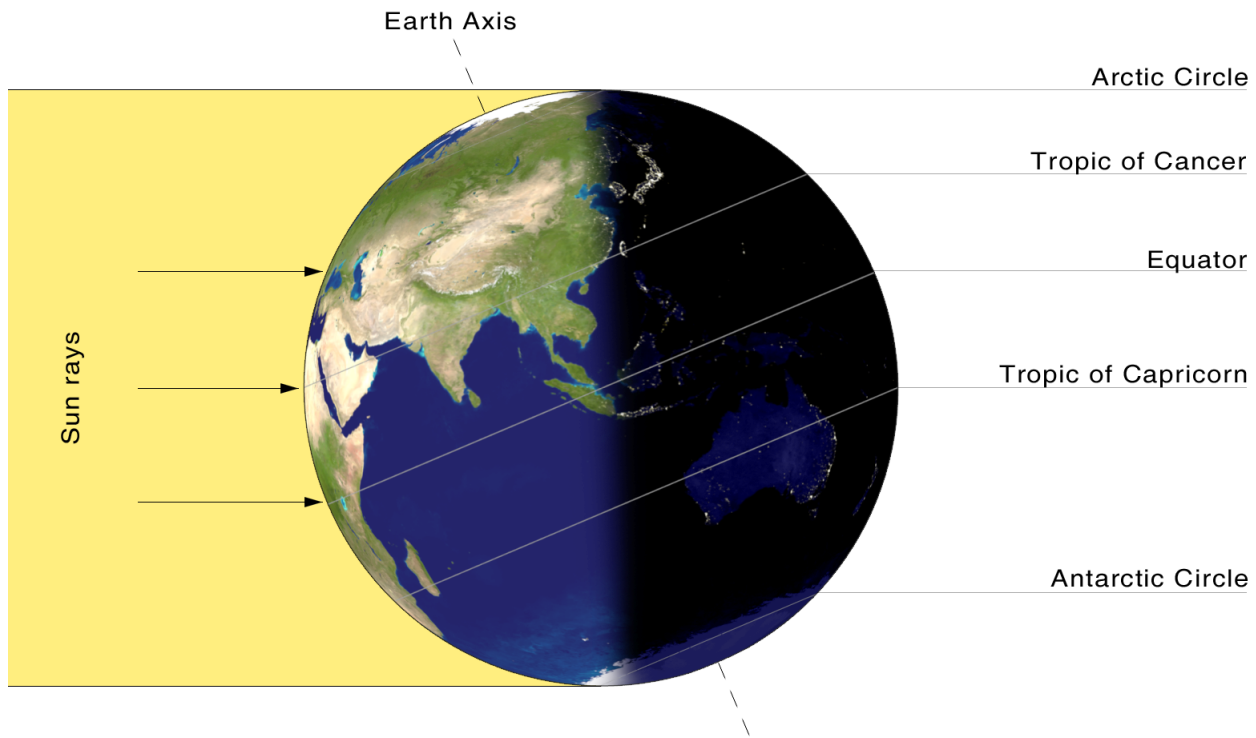 Earth Axis
Arctic Circle
Tropic of Cancer
Equator
Tropic of Capricorn
Sun rays
Antarctic Circle